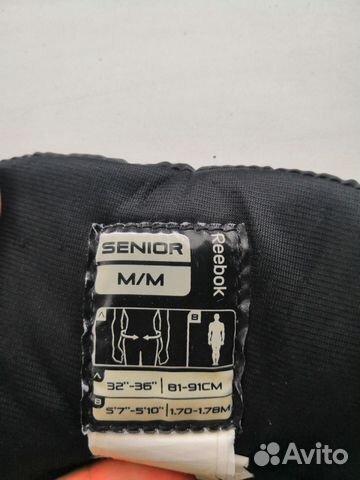 SENIOR
Reebok
M/M
A
B
A 32"-36" 81-91CM
B 5'7"-5'10" 1.70-1.78M
Avito